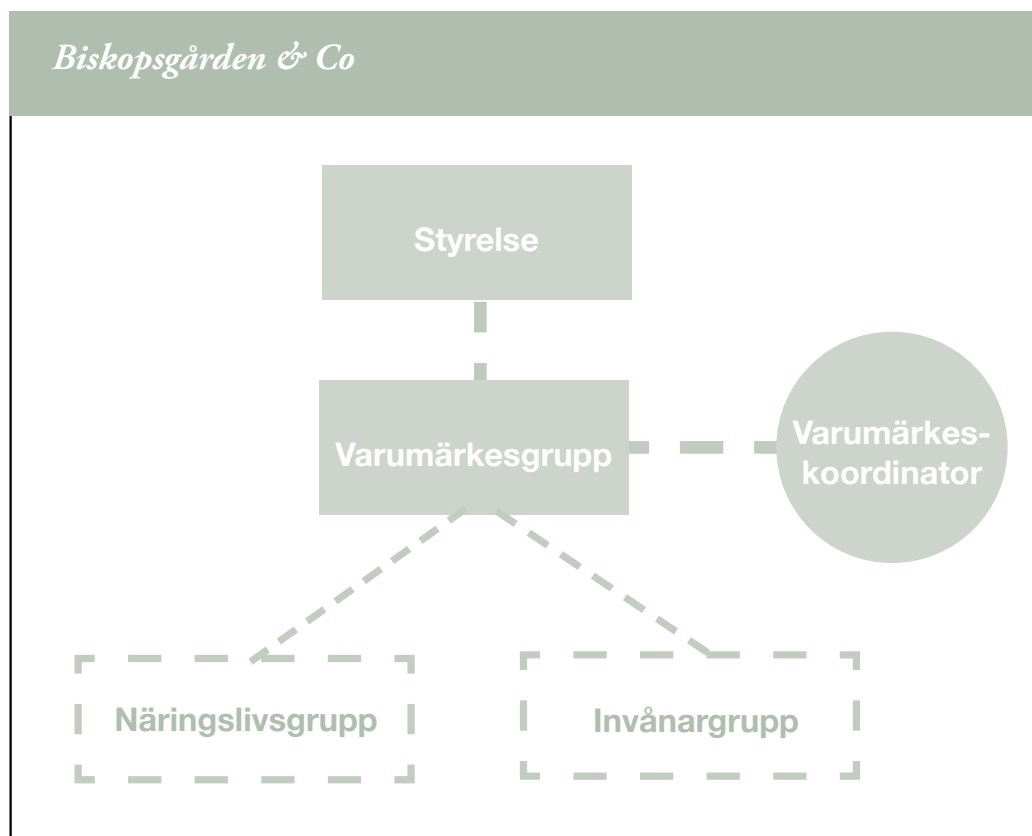 Biskopsgården & Co
Styrelse
Varumärkesgrupp
Varumärkes-
koordinator
Näringslivsgrupp
Invånargrupp